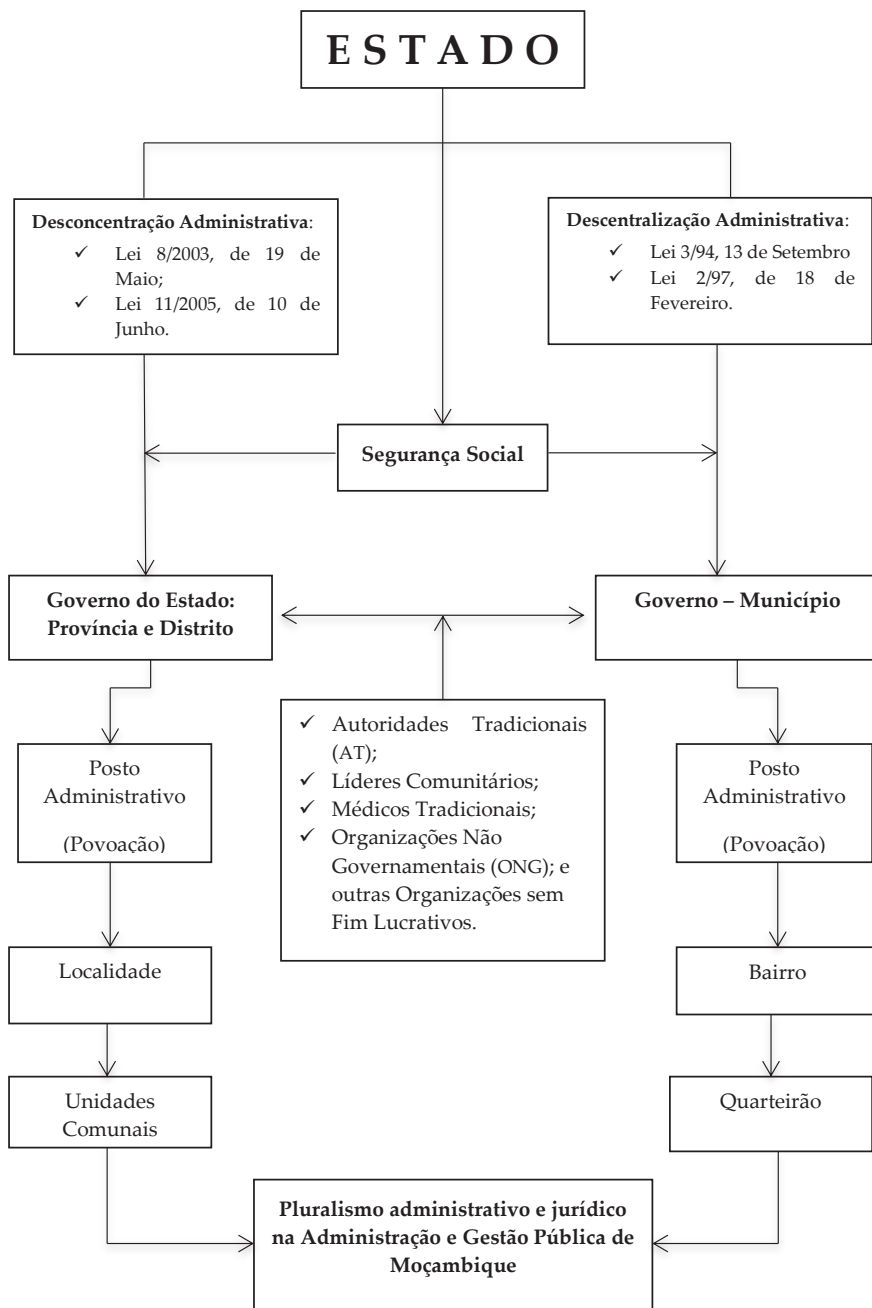 E S T A D O
Desconcentração Administrativa:
✓ Lei 8/2003, de 19 de
Maio;
✓ Lei 11/2005, de 10 de
Junho.
Descentralização Administrativa:
✓ Lei 3/94, 13 de Setembro
✓ Lei 2/97, de 18 de
Fevereiro.
Segurança Social
Governo do Estado:
Província e Distrito
Governo – Município
✓ Autoridades Tradicionais
(AT);
✓ Líderes Comunitários;
✓ Médicos Tradicionais;
✓ Organizações Não
Governamentais (ONG); e
outras Organizações sem
Fim Lucrativos.
Posto
Administrativo
(Povoação)
Posto
Administrativo
(Povoação)
Localidade
Bairro
Unidades
Comunais
Quarteirão
Pluralismo administrativo e jurídico
na Administração e Gestão Pública de
Moçambique